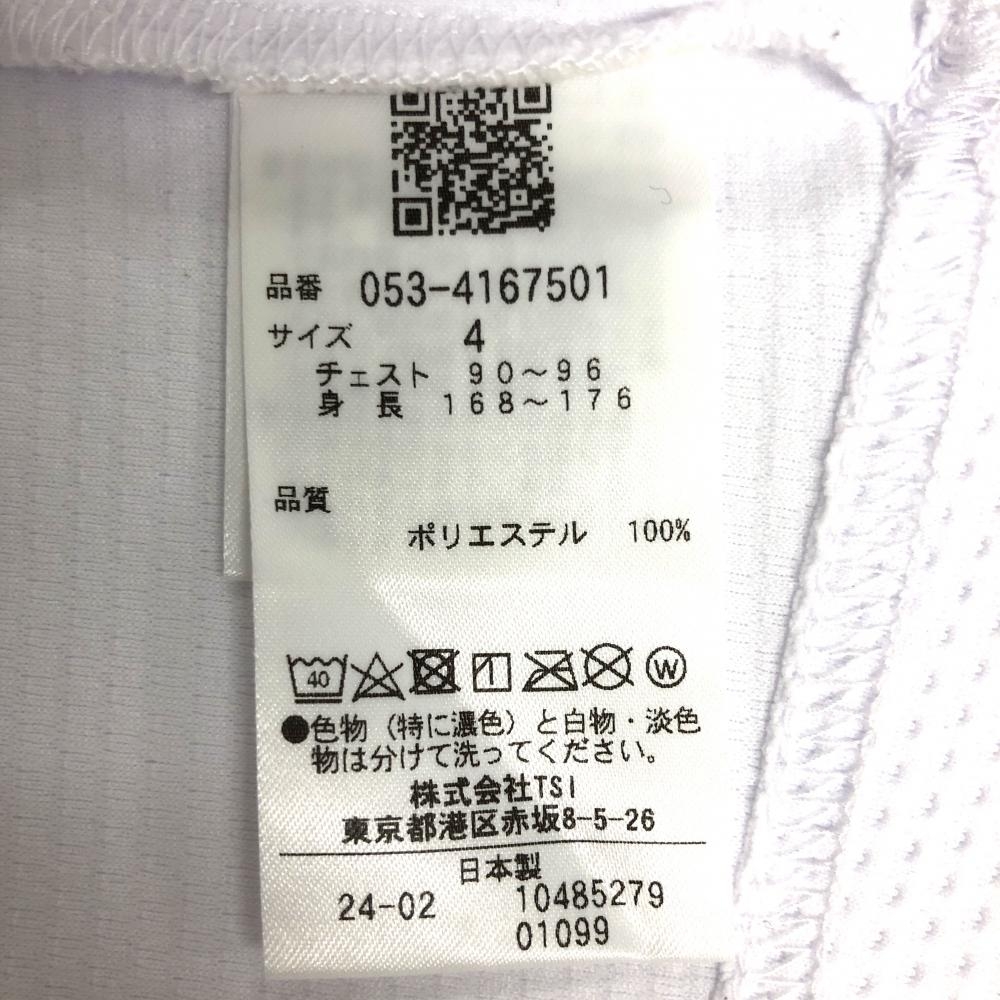 品番 053-4167501
サイズ 4
チェスト 90～96
身長 168～176
品質
ポリエステル 100%
40 1 W
●色物（特に濃色）と白物・淡色
物は分けて洗ってください。
株式会社TSI
東京都港区赤坂8-5-26
日本製
24-02 10485279
01099